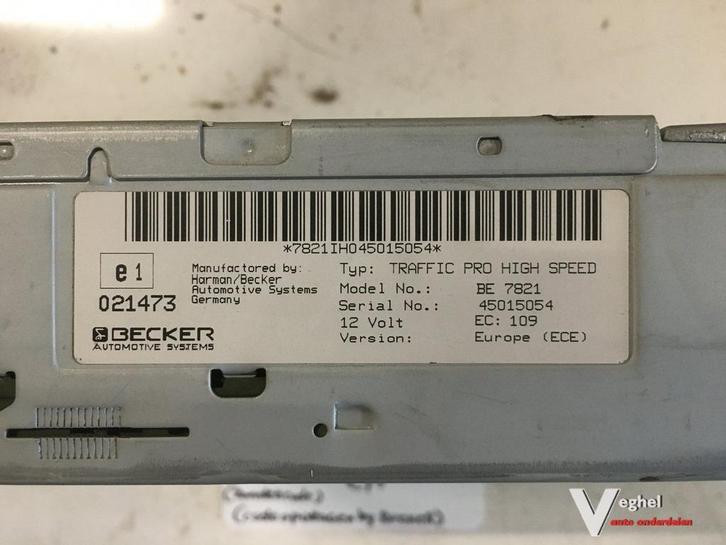 *7821IH045015054*
e1
021473
BECKER
AUTOMOTIVE SYSTEMS
Manufactored by:
Harman/Becker
Automotive Systems
Germany
Typ: TRAFFIC PRO HIGH SPEED
Model No.: BE 7821
Serial No.: 45015054
12 Volt EC: 109
Version: Europe (ECE)
Veghel
auto onderdelen